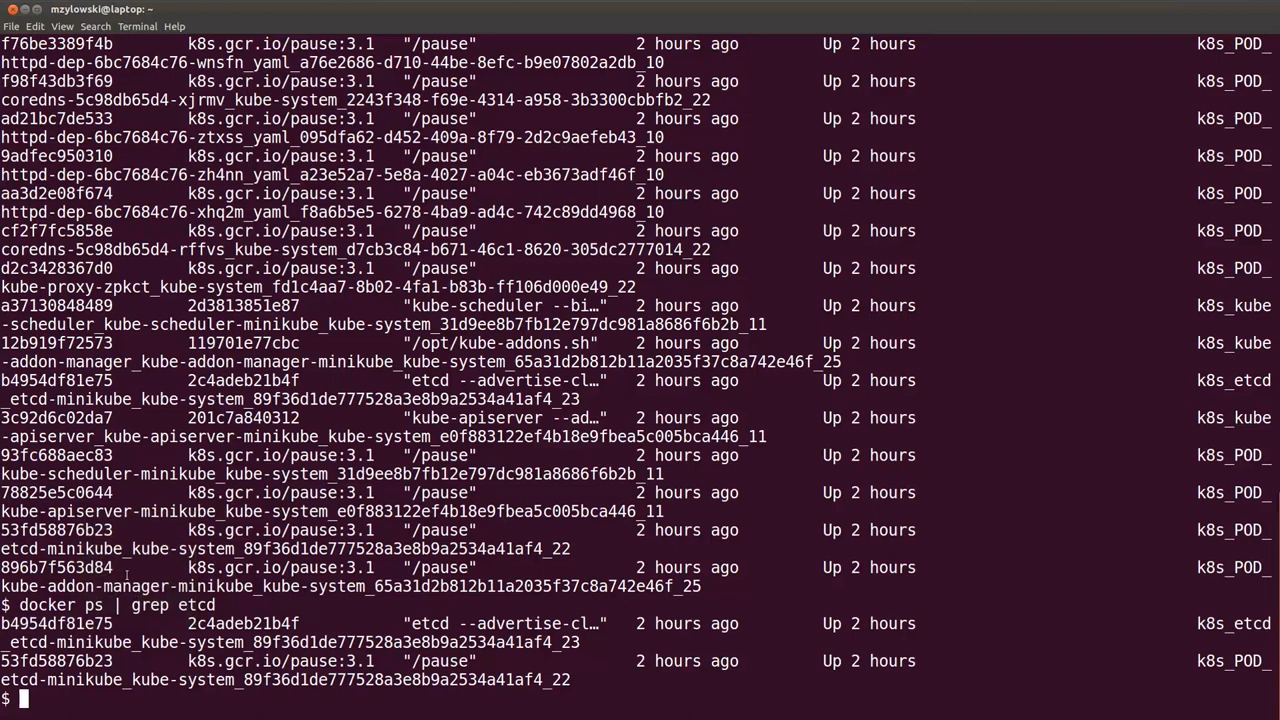 mzylowski@laptop: ~
File Edit View Search Terminal Help
f76be3389f4b k8s.gcr.io/pause:3.1 "/pause" 2 hours ago Up 2 hours k8s_POD_
httpd-dep-6bc7684c76-wnsfn_yaml_a76e2686-d710-44be-8efc-b9e07802a2db_10
f98f43db3f69 k8s.gcr.io/pause:3.1 "/pause" 2 hours ago Up 2 hours k8s_POD_
coredns-5c98db65d4-xjrmv_kube-system_2243f348-f69e-4314-a958-3b3300cbbfb2_22
ad21bc7de533 k8s.gcr.io/pause:3.1 "/pause" 2 hours ago Up 2 hours k8s_POD_
httpd-dep-6bc7684c76-ztxss_yaml_095dfa62-d452-409a-8f79-2d2c9aefeb43_10
9adfec950310 k8s.gcr.io/pause:3.1 "/pause" 2 hours ago Up 2 hours k8s_POD_
httpd-dep-6bc7684c76-zh4nn_yaml_a23e52a7-5e8a-4027-a04c-eb3673adf46f_10
aa3d2e08f674 k8s.gcr.io/pause:3.1 "/pause" 2 hours ago Up 2 hours k8s_POD_
httpd-dep-6bc7684c76-xhq2m_yaml_f8a6b5e5-6278-4ba9-ad4c-742c89dd4968_10
cf2f7fc5858e k8s.gcr.io/pause:3.1 "/pause" 2 hours ago Up 2 hours k8s_POD_
coredns-5c98db65d4-rffvs_kube-system_d7cb3c84-b671-46c1-8620-305dc2777014_22
d2c3428367d0 k8s.gcr.io/pause:3.1 "/pause" 2 hours ago Up 2 hours k8s_POD_
kube-proxy-zpkct_kube-system_fd1c4aa7-8b02-4fa1-b83b-ff106d000e49_22
a37130848489 2d3813851e87 "kube-scheduler --bi…" 2 hours ago Up 2 hours k8s_kube
-scheduler_kube-scheduler-minikube_kube-system_31d9ee8b7fb12e797dc981a8686f6b2b_11
12b919f72573 119701e77cbc "/opt/kube-addons.sh" 2 hours ago Up 2 hours k8s_kube
-addon-manager_kube-addon-manager-minikube_kube-system_65a31d2b812b11a2035f37c8a742e46f_25
b4954df81e75 2c4adeb21b4f "etcd --advertise-cl…" 2 hours ago Up 2 hours k8s_etcd
_etcd-minikube_kube-system_89f36d1de777528a3e8b9a2534a41af4_23
3c92d6c02da7 201c7a840312 "kube-apiserver --ad…" 2 hours ago Up 2 hours k8s_kube
-apiserver_kube-apiserver-minikube_kube-system_e0f883122ef4b18e9fbea5c005bca446_11
93fc688aec83 k8s.gcr.io/pause:3.1 "/pause" 2 hours ago Up 2 hours k8s_POD_
kube-scheduler-minikube_kube-system_31d9ee8b7fb12e797dc981a8686f6b2b_11
78825e5c0644 k8s.gcr.io/pause:3.1 "/pause" 2 hours ago Up 2 hours k8s_POD_
kube-apiserver-minikube_kube-system_e0f883122ef4b18e9fbea5c005bca446_11
53fd58876b23 k8s.gcr.io/pause:3.1 "/pause" 2 hours ago Up 2 hours k8s_POD_
etcd-minikube_kube-system_89f36d1de777528a3e8b9a2534a41af4_22
896b7f563d84 k8s.gcr.io/pause:3.1 "/pause" 2 hours ago Up 2 hours k8s_POD_
kube-addon-manager-minikube_kube-system_65a31d2b812b11a2035f37c8a742e46f_25
$ docker ps | grep etcd
b4954df81e75 2c4adeb21b4f "etcd --advertise-cl…" 2 hours ago Up 2 hours k8s_etcd
_etcd-minikube_kube-system_89f36d1de777528a3e8b9a2534a41af4_23
53fd58876b23 k8s.gcr.io/pause:3.1 "/pause" 2 hours ago Up 2 hours k8s_POD_
etcd-minikube_kube-system_89f36d1de777528a3e8b9a2534a41af4_22
$